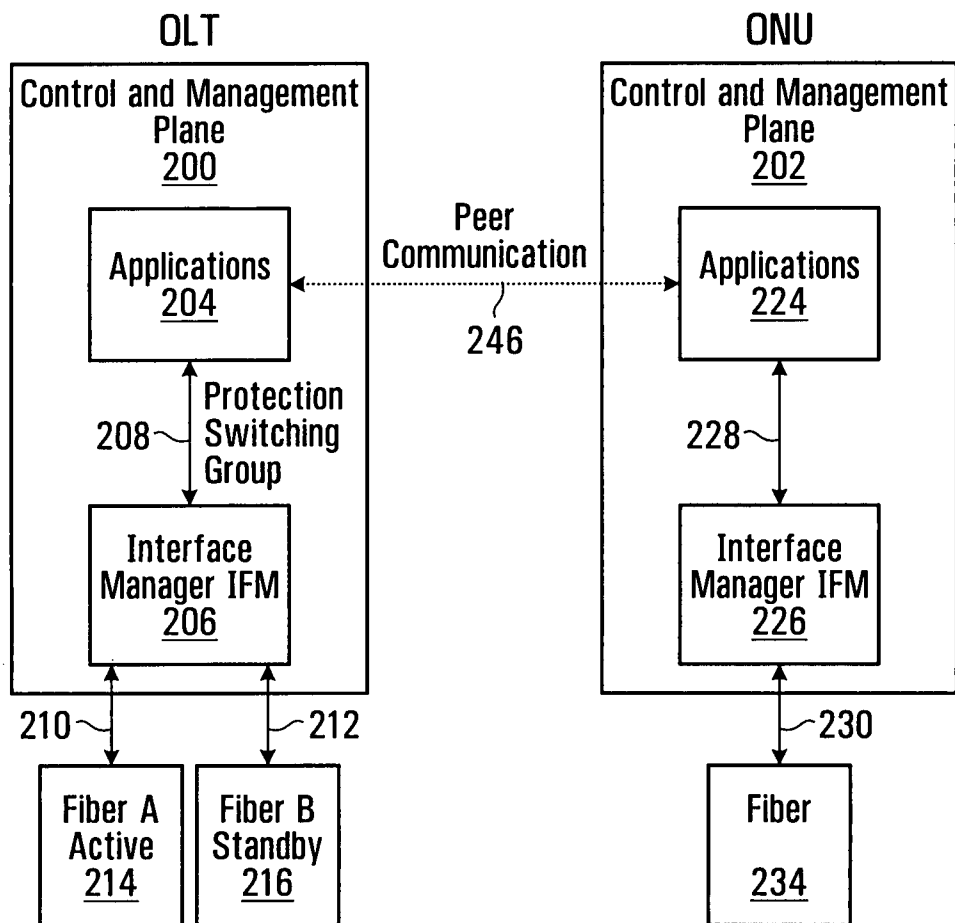 OLT
Control and Management
Plane
200
Applications
204
208
Protection
Switching
Group
Interface
Manager IFM
206
210
212
Fiber A
Active
214
Fiber B
Standby
216
Peer
Communication
246
ONU
Control and Management
Plane
202
Applications
224
228
Interface
Manager IFM
226
230
Fiber
234